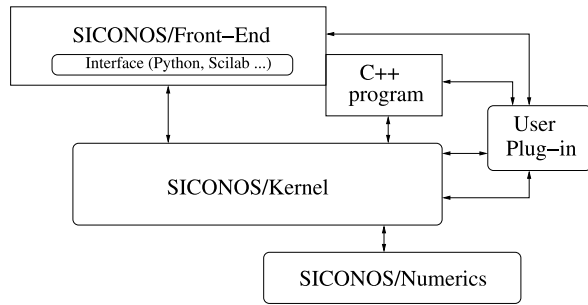 SICONOS/Front−End
Interface (Python, Scilab ...)
C++
program
User
Plug−in
SICONOS/Kernel
SICONOS/Numerics